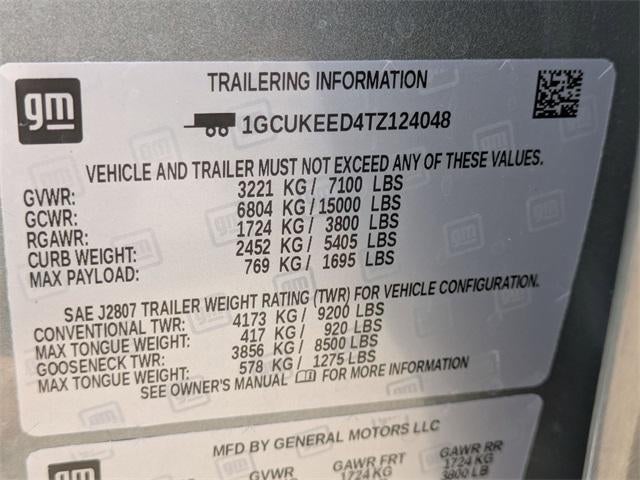 gm
TRAILERING INFORMATION
1GCUKEED4TZ124048
VEHICLE AND TRAILER MUST NOT EXCEED ANY OF THESE VALUES.
GVWR: 3221 KG / 7100 LBS
GCWR: 6804 KG / 15000 LBS
RGAWR: 1724 KG / 3800 LBS
CURB WEIGHT: 2452 KG / 5405 LBS
MAX PAYLOAD: 769 KG / 1695 LBS
SAE J2807 TRAILER WEIGHT RATING (TWR) FOR VEHICLE CONFIGURATION.
CONVENTIONAL TWR: 4173 KG / 9200 LBS
MAX TONGUE WEIGHT: 417 KG / 920 LBS
GOOSENECK TWR: 3856 KG / 8500 LBS
MAX TONGUE WEIGHT: 578 KG / 1275 LBS
SEE OWNER'S MANUAL FOR MORE INFORMATION
MFD BY GENERAL MOTORS LLC
gm
GVWR GAWR FRT GAWR RR
1724 KG 1724 KG
3800 LB